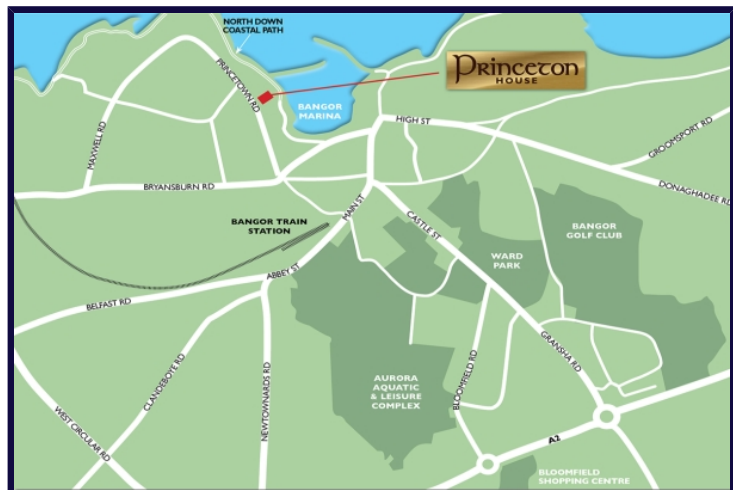 NORTH DOWN
COASTAL PATH
PRINCETOWN RD
PRINCETON
HOUSE
BANGOR
MARINA
HIGH ST
GROOMSPORT RD
MAXWELL RD
BRYANSBURN RD
DONAGHADEE RD
MAIN ST
CASTLE ST
BANGOR TRAIN
STATION
BANGOR
GOLF CLUB
WARD
PARK
ABBEY ST
BELFAST RD
GRANSHA RD
CLANDEBOYE RD
NEWTOWNARDS RD
AURORA
AQUATIC
& LEISURE
COMPLEX
BLOOMFIELD RD
WEST CIRCULAR RD
A2
BLOOMFIELD
SHOPPING CENTRE